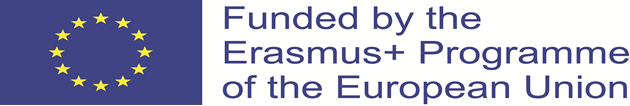 Funded by the
Erasmus+ Programme
of the European Union